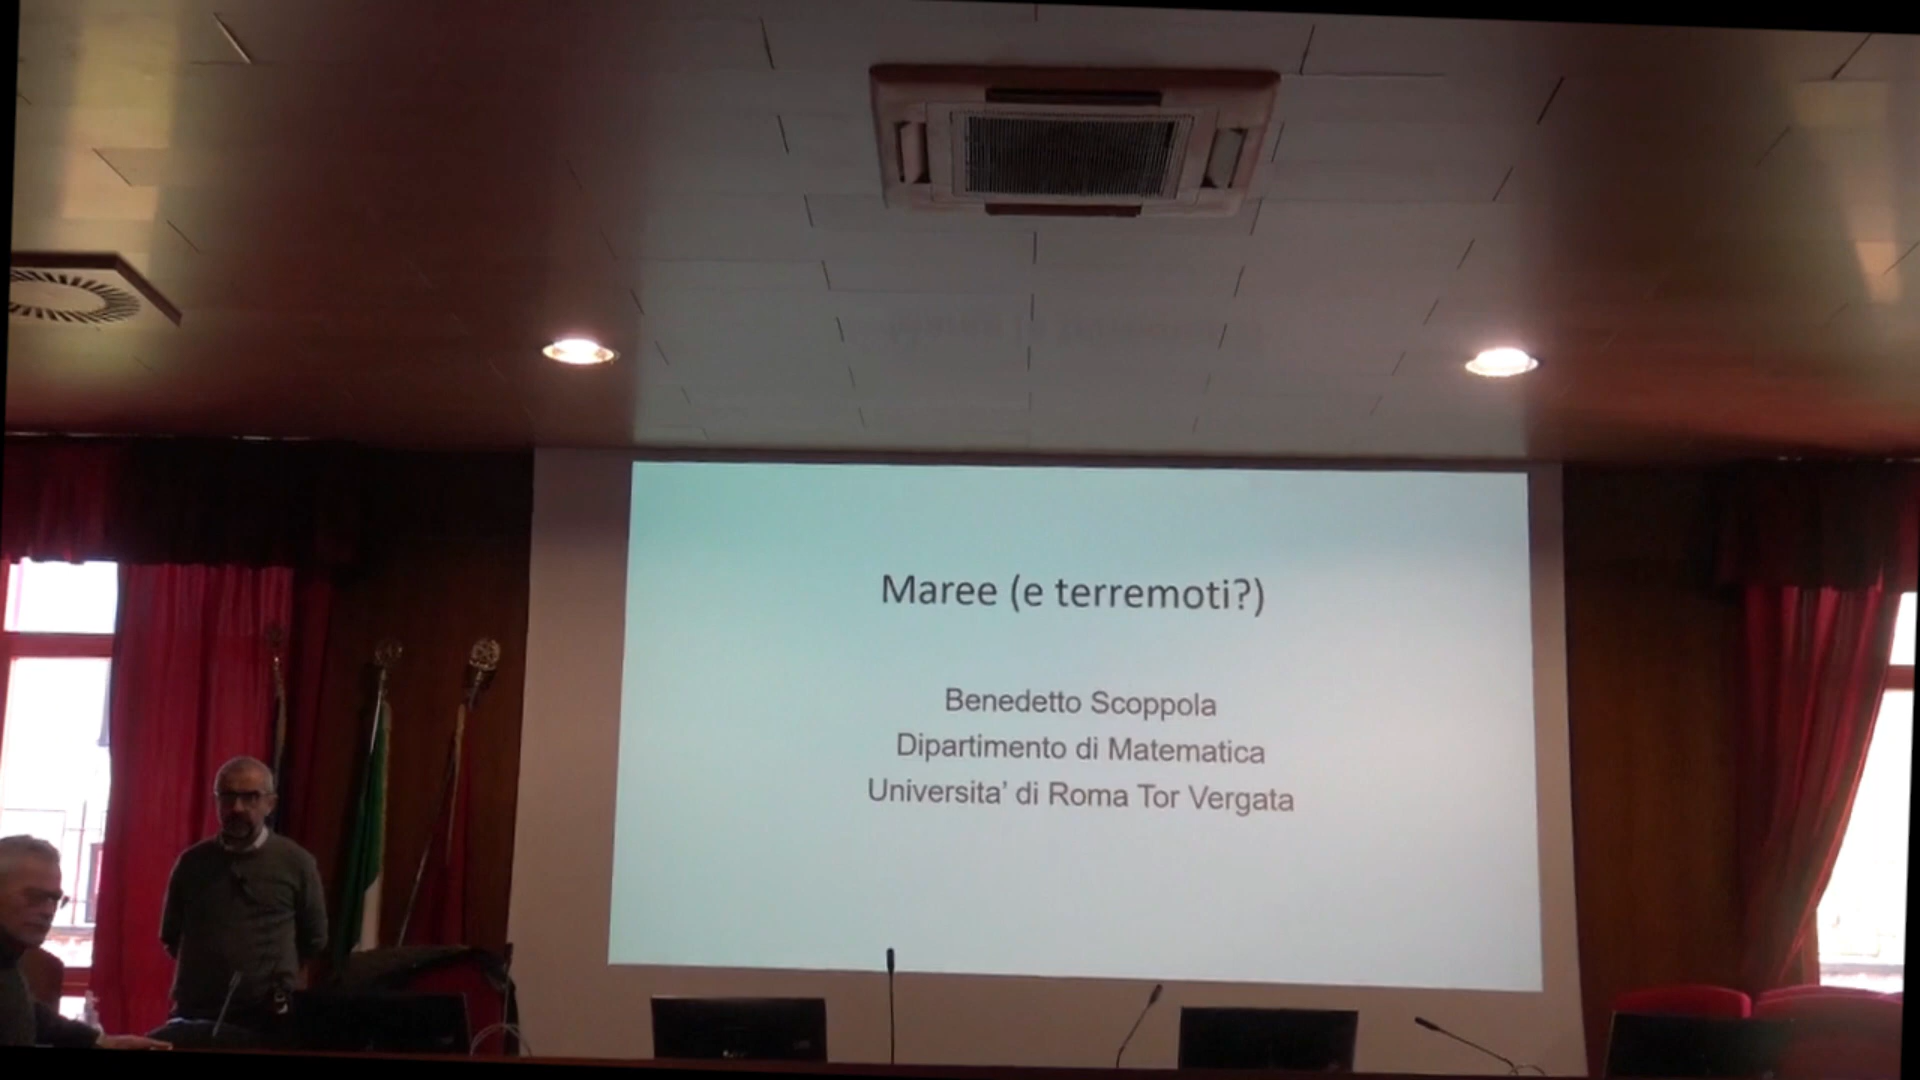 Maree (e terremoti?)
Benedetto Scoppola
Dipartimento di Matematica
Universita' di Roma Tor Vergata